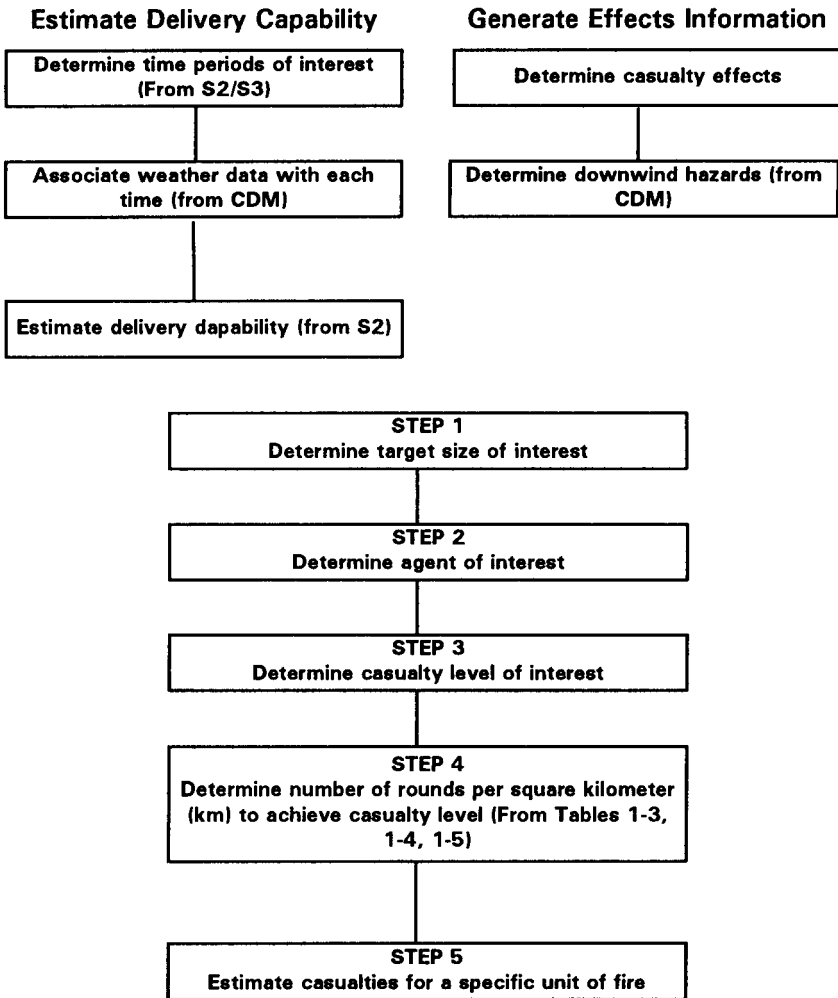 Estimate Delivery Capability
Determine time periods of interest
(From S2/S3)
Associate weather data with each
time (from CDM)
Estimate delivery dapability (from S2)
Generate Effects Information
Determine casualty effects
Determine downwind hazards (from
CDM)
STEP 1
Determine target size of interest
STEP 2
Determine agent of interest
STEP 3
Determine casualty level of interest
STEP 4
Determine number of rounds per square kilometer
(km) to achieve casualty level (From Tables 1-3,
1-4, 1-5)
STEP 5
Estimate casualties for a specific unit of fire